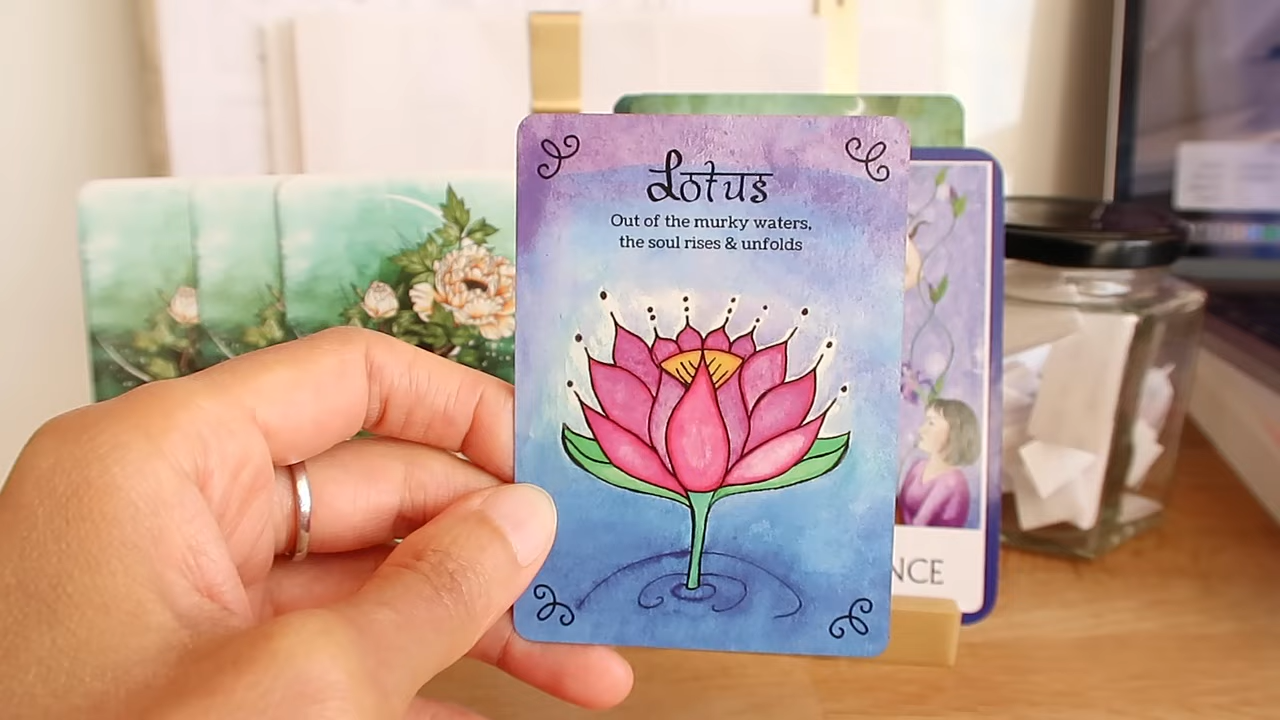 Lotus
Out of the murky waters,
the soul rises & unfolds
NCE